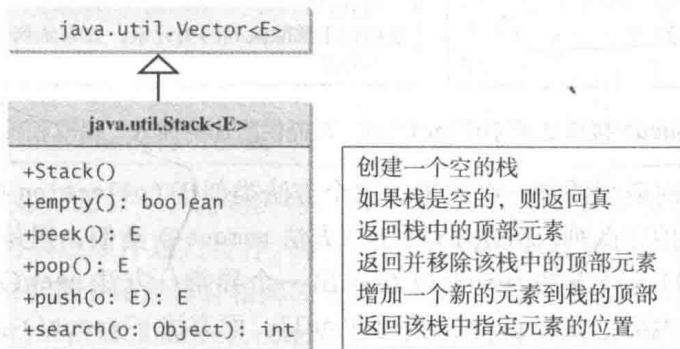 java.util.Vector<E>
java.util.Stack<E>
+Stack()
+empty(): boolean
+peek(): E
+pop(): E
+push(o: E): E
+search(o: Object): int
创建一个空的栈
如果栈是空的，则返回真
返回栈中的顶部元素
返回并移除该栈中的顶部元素
增加一个新的元素到栈的顶部
返回该栈中指定元素的位置